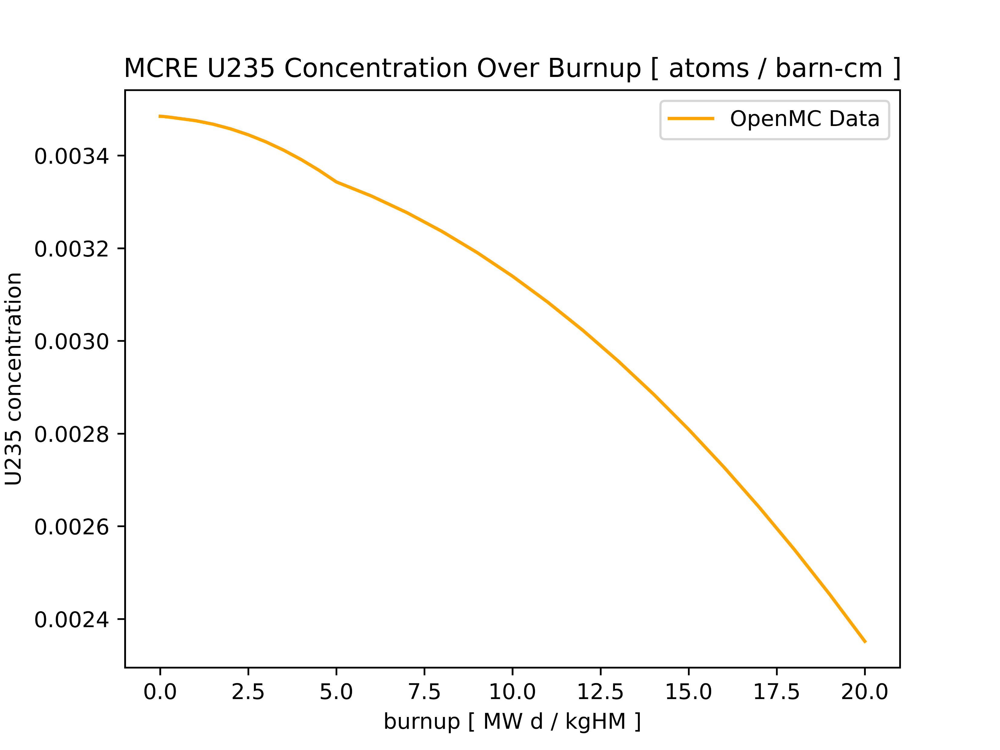 MCRE U235 Concentration Over Burnup [ atoms / barn-cm ]
OpenMC Data
U235 concentration
0.0034
0.0032
0.0030
0.0028
0.0026
0.0024
0.0 2.5 5.0 7.5 10.0 12.5 15.0 17.5 20.0
burnup [ MW d / kgHM ]